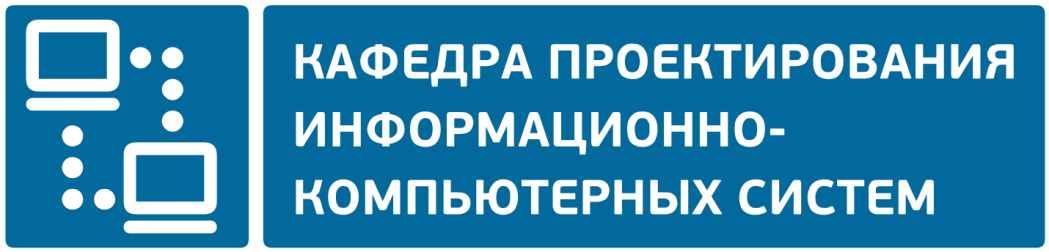 КАФЕДРА ПРОЕКТИРОВАНИЯ
ИНФОРМАЦИОННО-
КОМПЬЮТЕРНЫХ СИСТЕМ